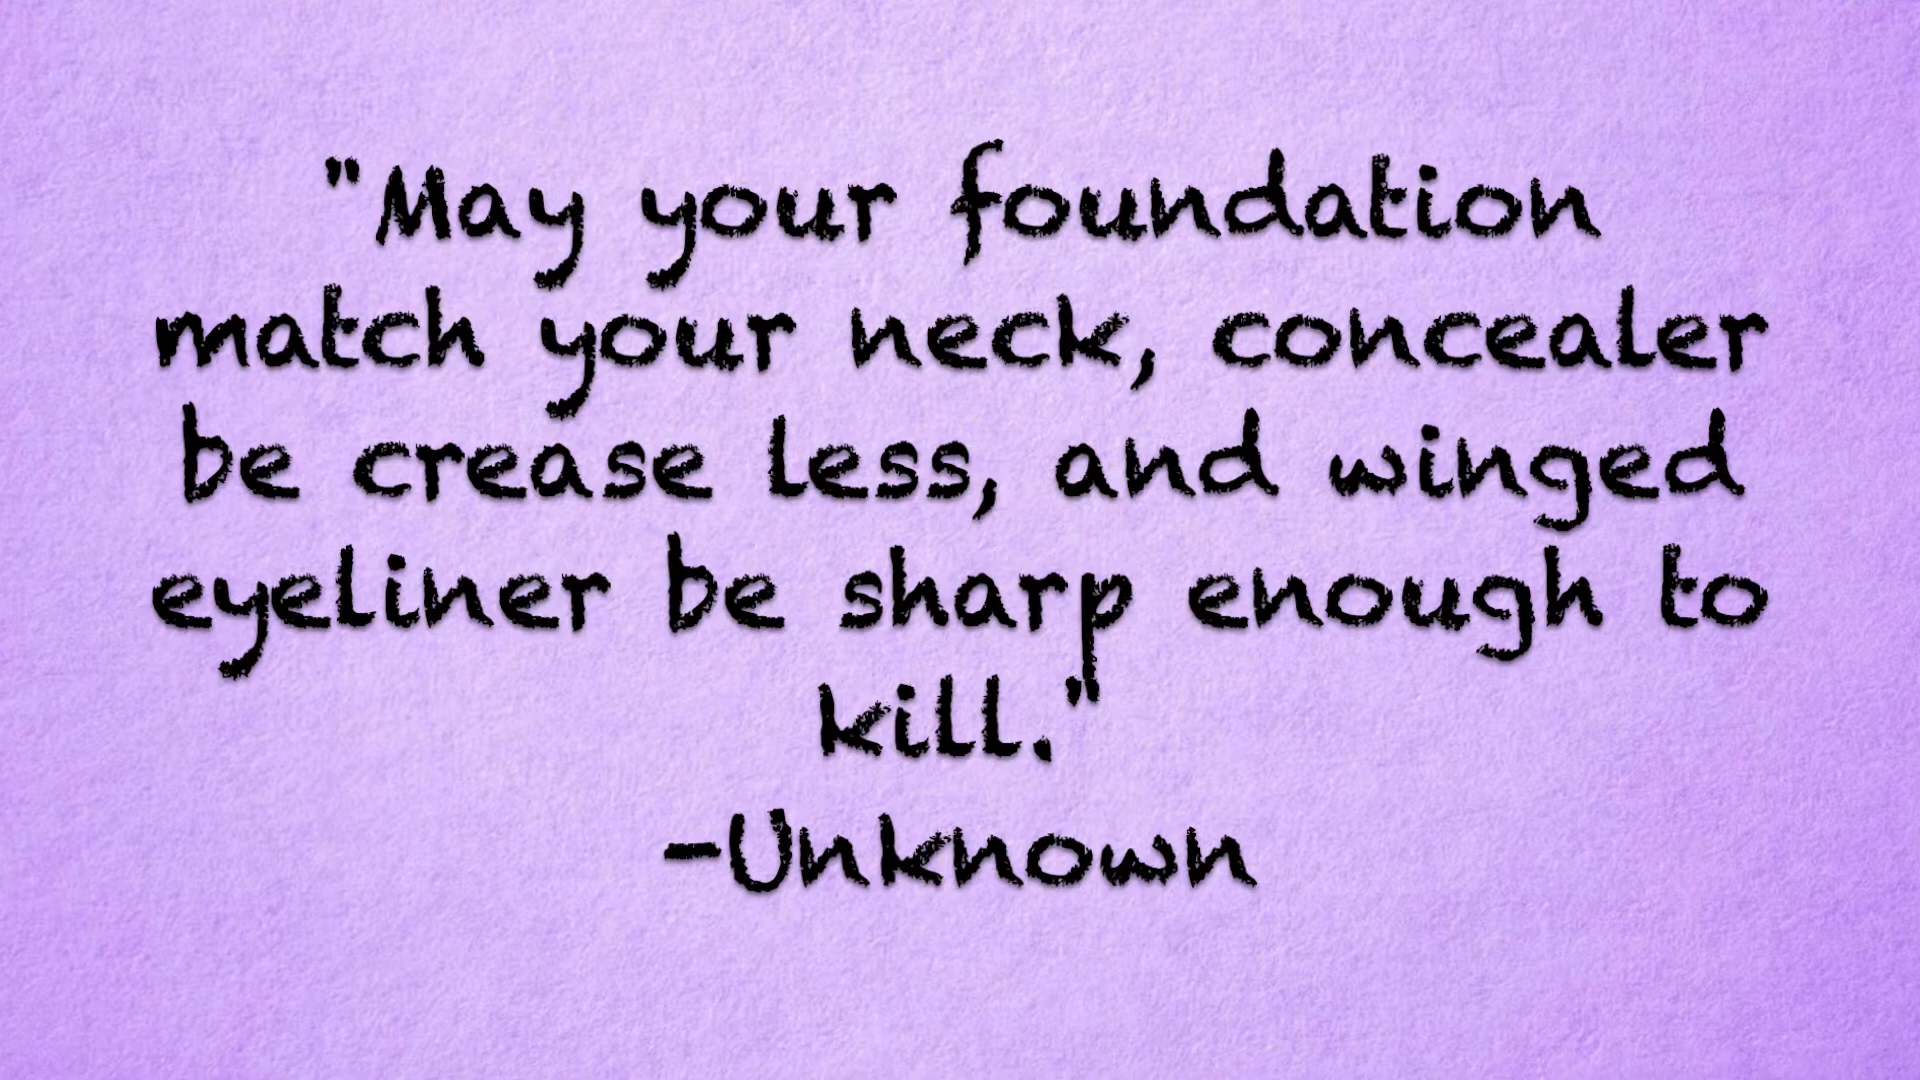 "May your foundation
match your neck, concealer
be crease less, and winged
eyeliner be sharp enough to
kill."
-Unknown